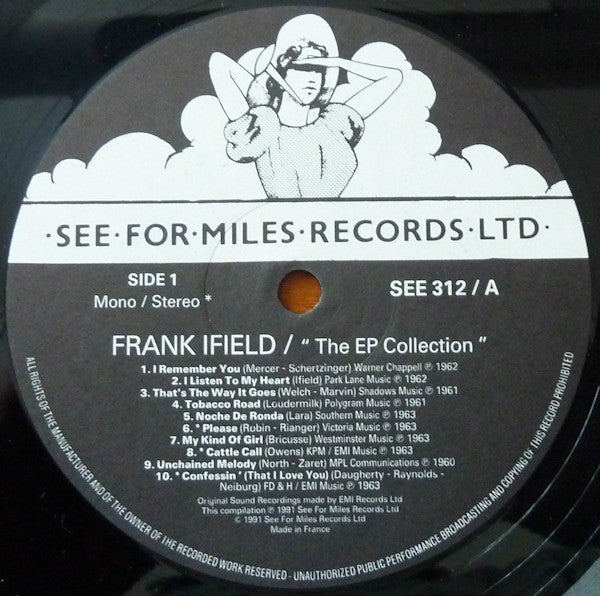 ·SEE·FOR·MILES·RECORDS·LTD·
SIDE 1
Mono / Stereo *
SEE 312 / A
FRANK IFIELD / “ The EP Collection ”
1. I Remember You (Mercer - Schertzinger) Warner Chappell ℗ 1962
2. I Listen To My Heart (Ifield) Park Lane Music ℗ 1962
3. That's The Way It Goes (Welch - Marvin) Shadows Music ℗ 1961
4. Tobacco Road (Loudermilk) Polygram Music ℗ 1961
5. Noche De Ronda (Lara) Southern Music ℗ 1963
6. * Please (Robin - Rianger) Victoria Music ℗ 1963
7. My Kind Of Girl (Bricusse) Westminster Music ℗ 1963
8. * Cattle Call (Owens) KPM / EMI Music ℗ 1963
9. Unchained Melody (North - Zaret) MPL Communications ℗ 1960
10. * Confessin' (That I Love You) (Daugherty - Raynolds -
Neiburg) FD & H / EMI Music ℗ 1963
Original Sound Recordings made by EMI Records Ltd
This compilation ℗ 1991 See For Miles Records Ltd
© 1991 See For Miles Records Ltd
Made in France
ALL RIGHTS OF THE MANUFACTURER AND OF THE OWNER OF THE RECORDED WORK RESERVED - UNAUTHORIZED PUBLIC PERFORMANCE BROADCASTING AND COPYING OF THIS RECORD PROHIBITED